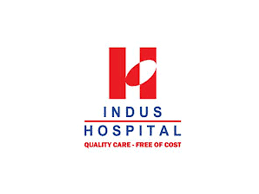 INDUS
HOSPITAL
QUALITY CARE - FREE OF COST